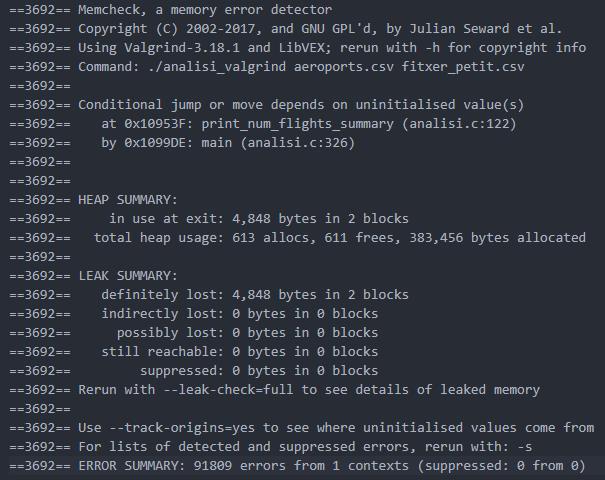 ==3692== Memcheck, a memory error detector
==3692== Copyright (C) 2002-2017, and GNU GPL'd, by Julian Seward et al.
==3692== Using Valgrind-3.18.1 and LibVEX; rerun with -h for copyright info
==3692== Command: ./analisi_valgrind aeroports.csv fitxer_petit.csv
==3692==
==3692== Conditional jump or move depends on uninitialised value(s)
==3692==    at 0x10953F: print_num_flights_summary (analisi.c:122)
==3692==    by 0x1099DE: main (analisi.c:326)
==3692==
==3692==
==3692== HEAP SUMMARY:
==3692==     in use at exit: 4,848 bytes in 2 blocks
==3692==   total heap usage: 613 allocs, 611 frees, 383,456 bytes allocated
==3692==
==3692== LEAK SUMMARY:
==3692==    definitely lost: 4,848 bytes in 2 blocks
==3692==    indirectly lost: 0 bytes in 0 blocks
==3692==      possibly lost: 0 bytes in 0 blocks
==3692==    still reachable: 0 bytes in 0 blocks
==3692==         suppressed: 0 bytes in 0 blocks
==3692== Rerun with --leak-check=full to see details of leaked memory
==3692==
==3692== Use --track-origins=yes to see where uninitialised values come from
==3692== For lists of detected and suppressed errors, rerun with: -s
==3692== ERROR SUMMARY: 91809 errors from 1 contexts (suppressed: 0 from 0)